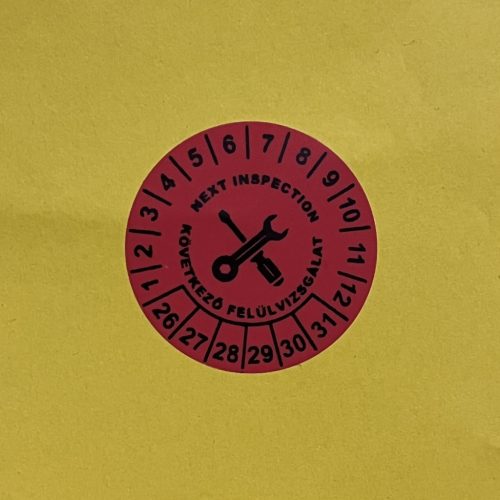 1 2 3 4 5 6 7 8 9 10 11 12
NEXT INSPECTION
KÖVETKEZŐ FELÜLVIZSGÁLAT
26 27 28 29 30 31